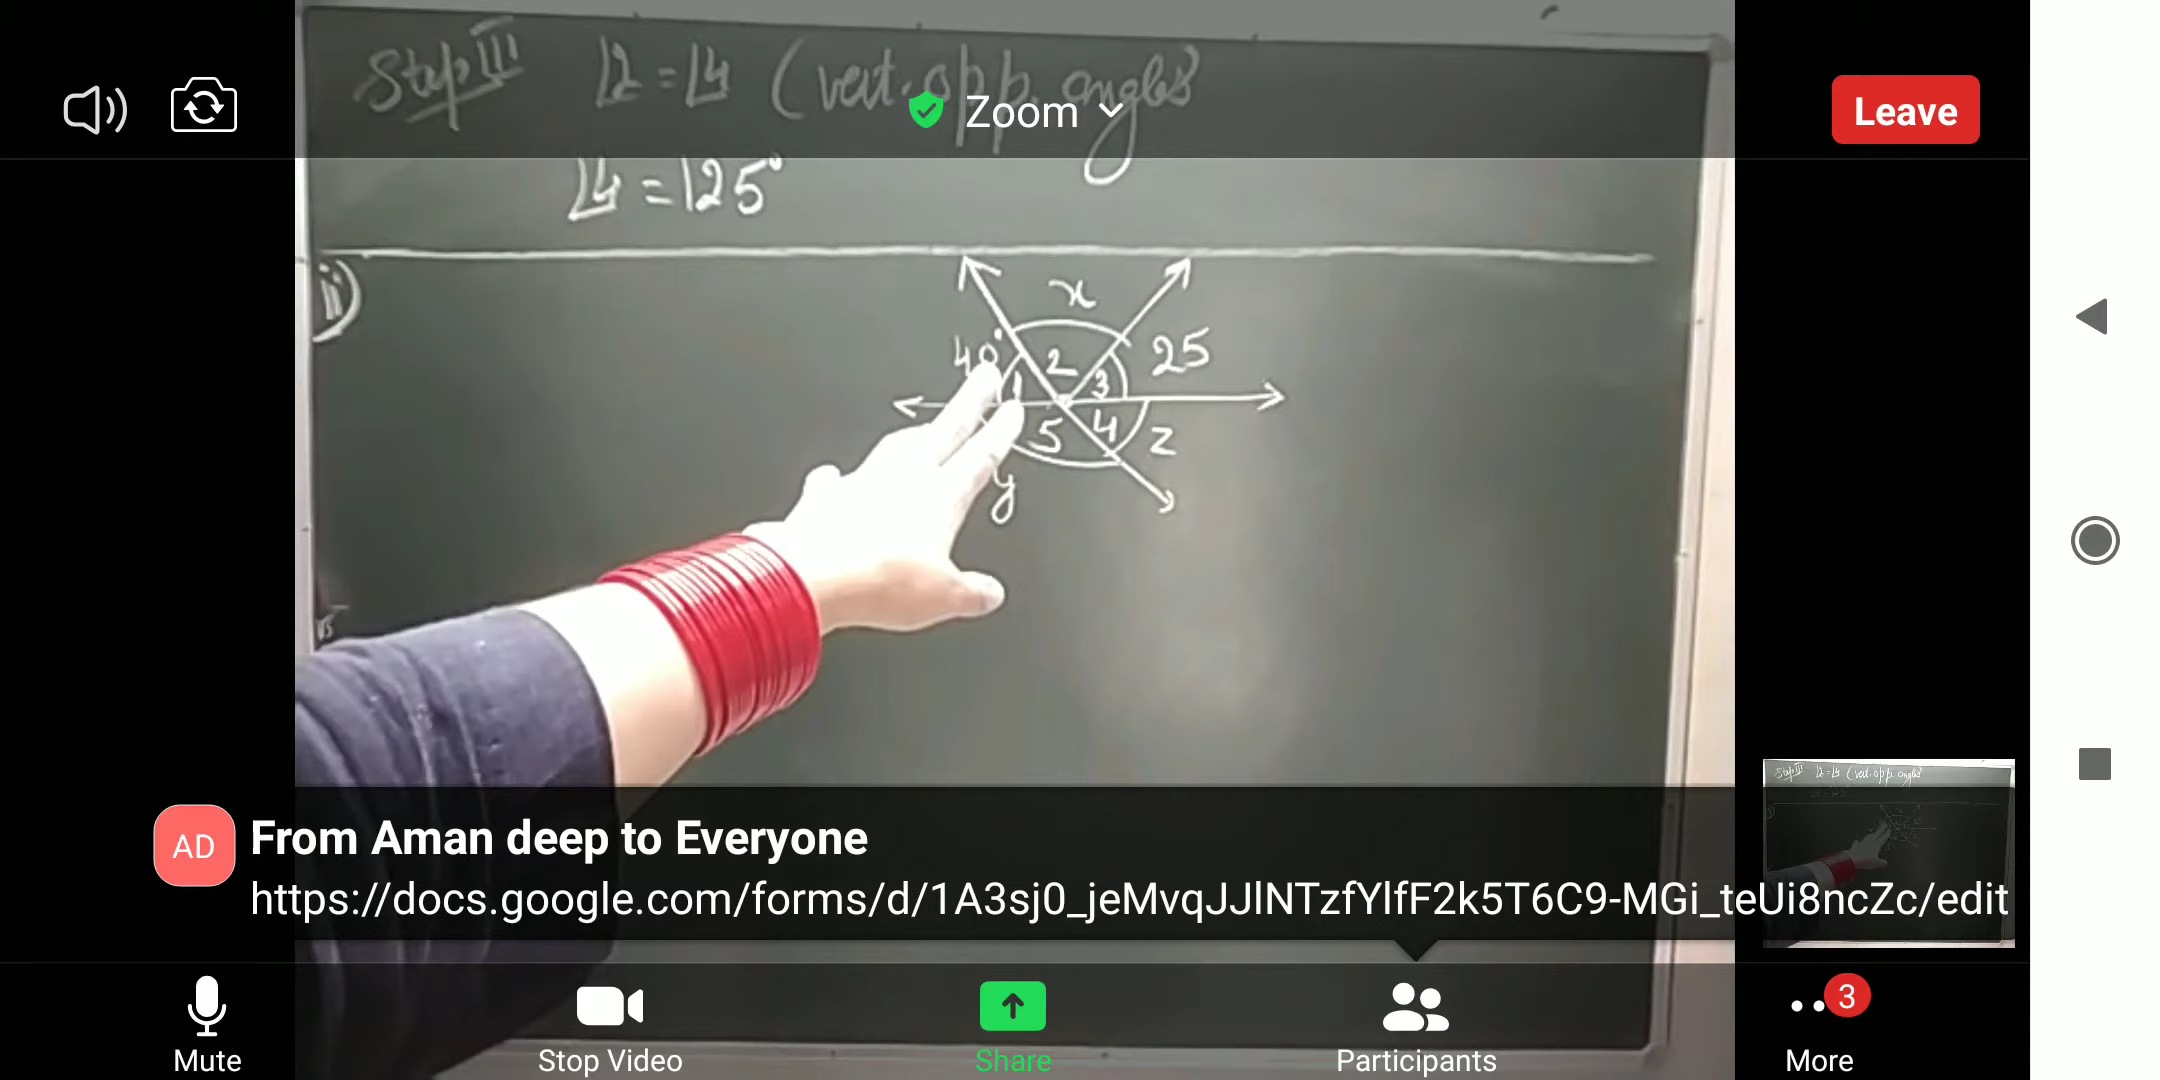 Step III ∠2 = ∠4 (vert. opp. angles
Zoom
Leave
∠4 = 125°
ii)
x
40°
2
25
1
3
5
4
z
y
AD
From Aman deep to Everyone
https://docs.google.com/forms/d/1A3sj0_jeMvqJJlNTzfYlfF2k5T6C9-MGi_teUi8ncZc/edit
3
Mute
Stop Video
Share
Participants
More